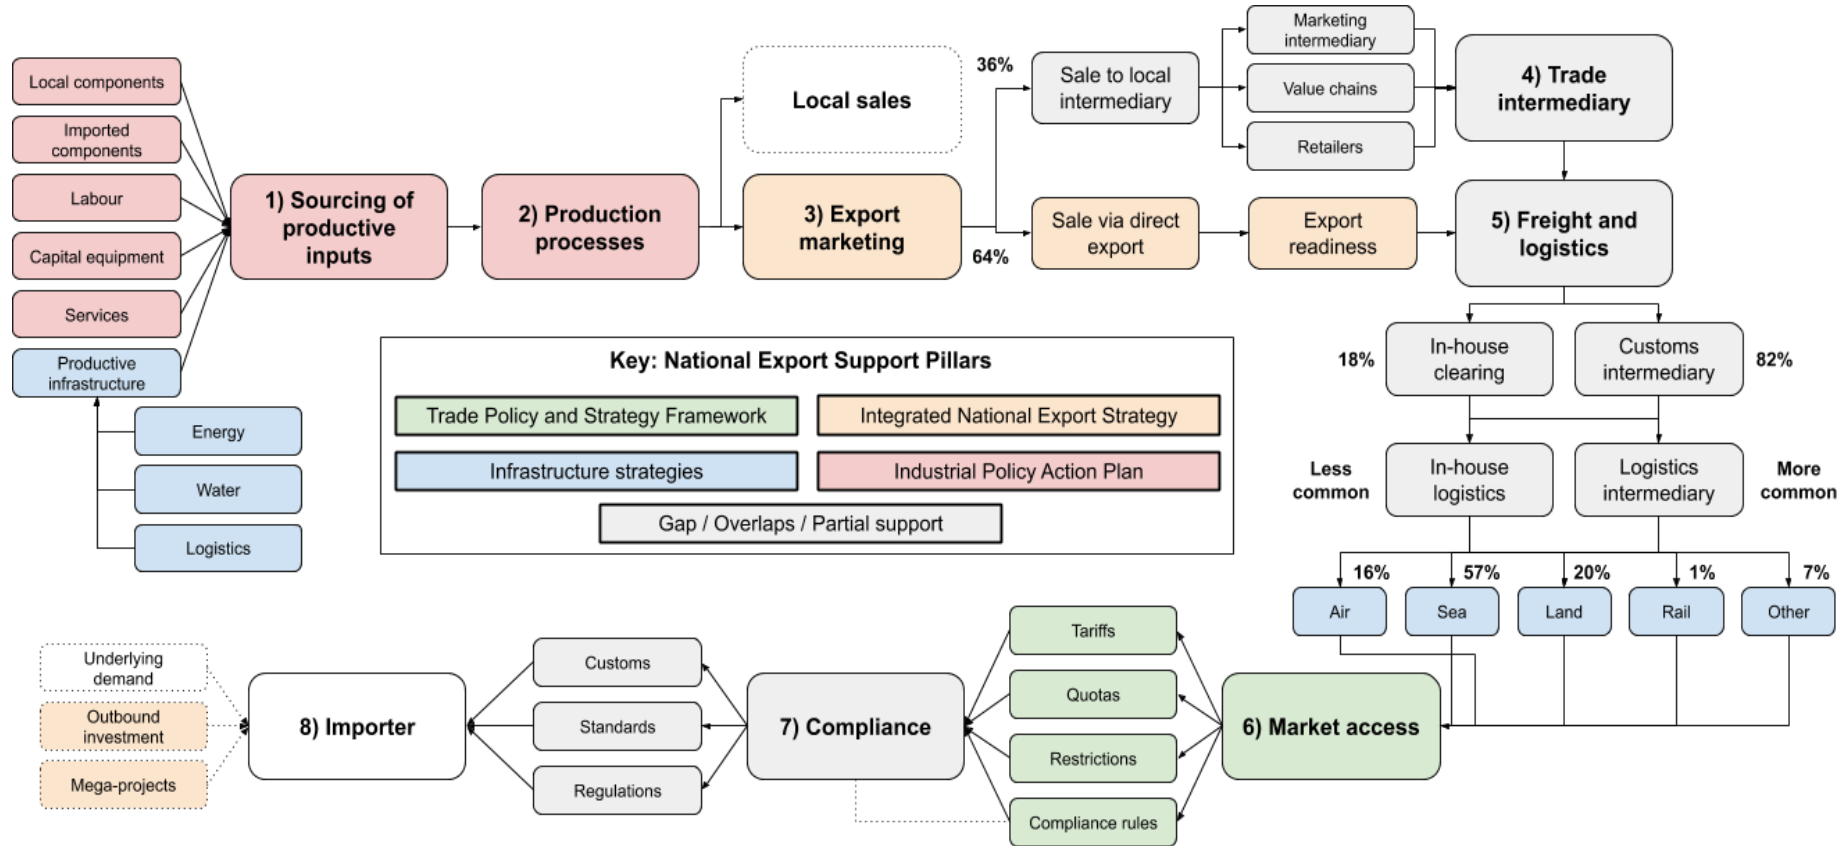 Local components
Imported
components
Labour
Capital equipment
Services
Productive
infrastructure
Energy
Water
Logistics
1) Sourcing of
productive
inputs
2) Production
processes
Local sales
3) Export
marketing
36%
64%
Sale to local
intermediary
Sale via direct
export
Marketing
intermediary
Value chains
Retailers
Export
readiness
4) Trade
intermediary
5) Freight and
logistics
18%
In-house
clearing
Customs
intermediary
82%
Less
common
In-house
logistics
Logistics
intermediary
More
common
16%
57%
20%
1%
7%
Air
Sea
Land
Rail
Other
Key: National Export Support Pillars
Trade Policy and Strategy Framework
Integrated National Export Strategy
Infrastructure strategies
Industrial Policy Action Plan
Gap / Overlaps / Partial support
6) Market access
Tariffs
Quotas
Restrictions
Compliance rules
7) Compliance
Customs
Standards
Regulations
8) Importer
Underlying
demand
Outbound
investment
Mega-projects